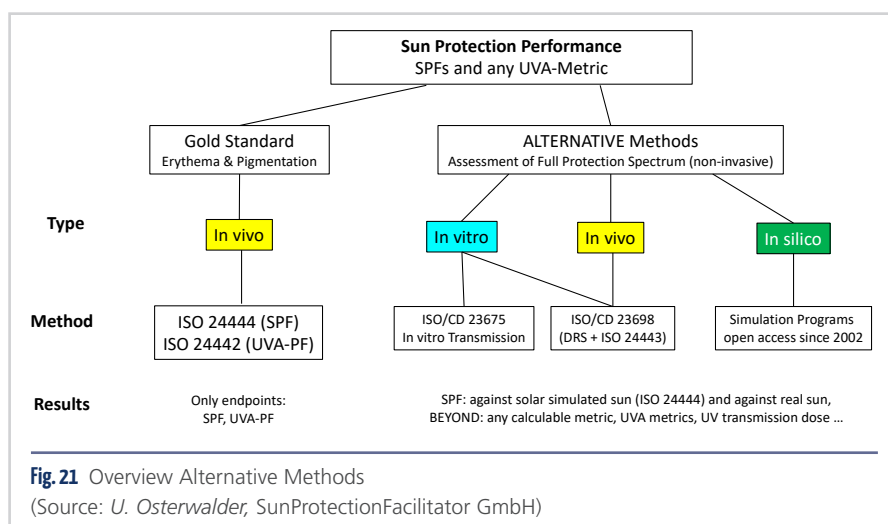 Sun Protection Performance
SPFs and any UVA-Metric
Gold Standard
Erythema & Pigmentation
ALTERNATIVE Methods
Assessment of Full Protection Spectrum (non-invasive)
Type
In vivo
In vitro
In vivo
In silico
Method
ISO 24444 (SPF)
ISO 24442 (UVA-PF)
ISO/CD 23675
In vitro Transmission
ISO/CD 23698
(DRS + ISO 24443)
Simulation Programs
open access since 2002
Results
Only endpoints:
SPF, UVA-PF
SPF: against solar simulated sun (ISO 24444) and against real sun,
BEYOND: any calculable metric, UVA metrics, UV transmission dose ...
Fig. 21 Overview Alternative Methods
(Source: U. Osterwalder, SunProtectionFacilitator GmbH)